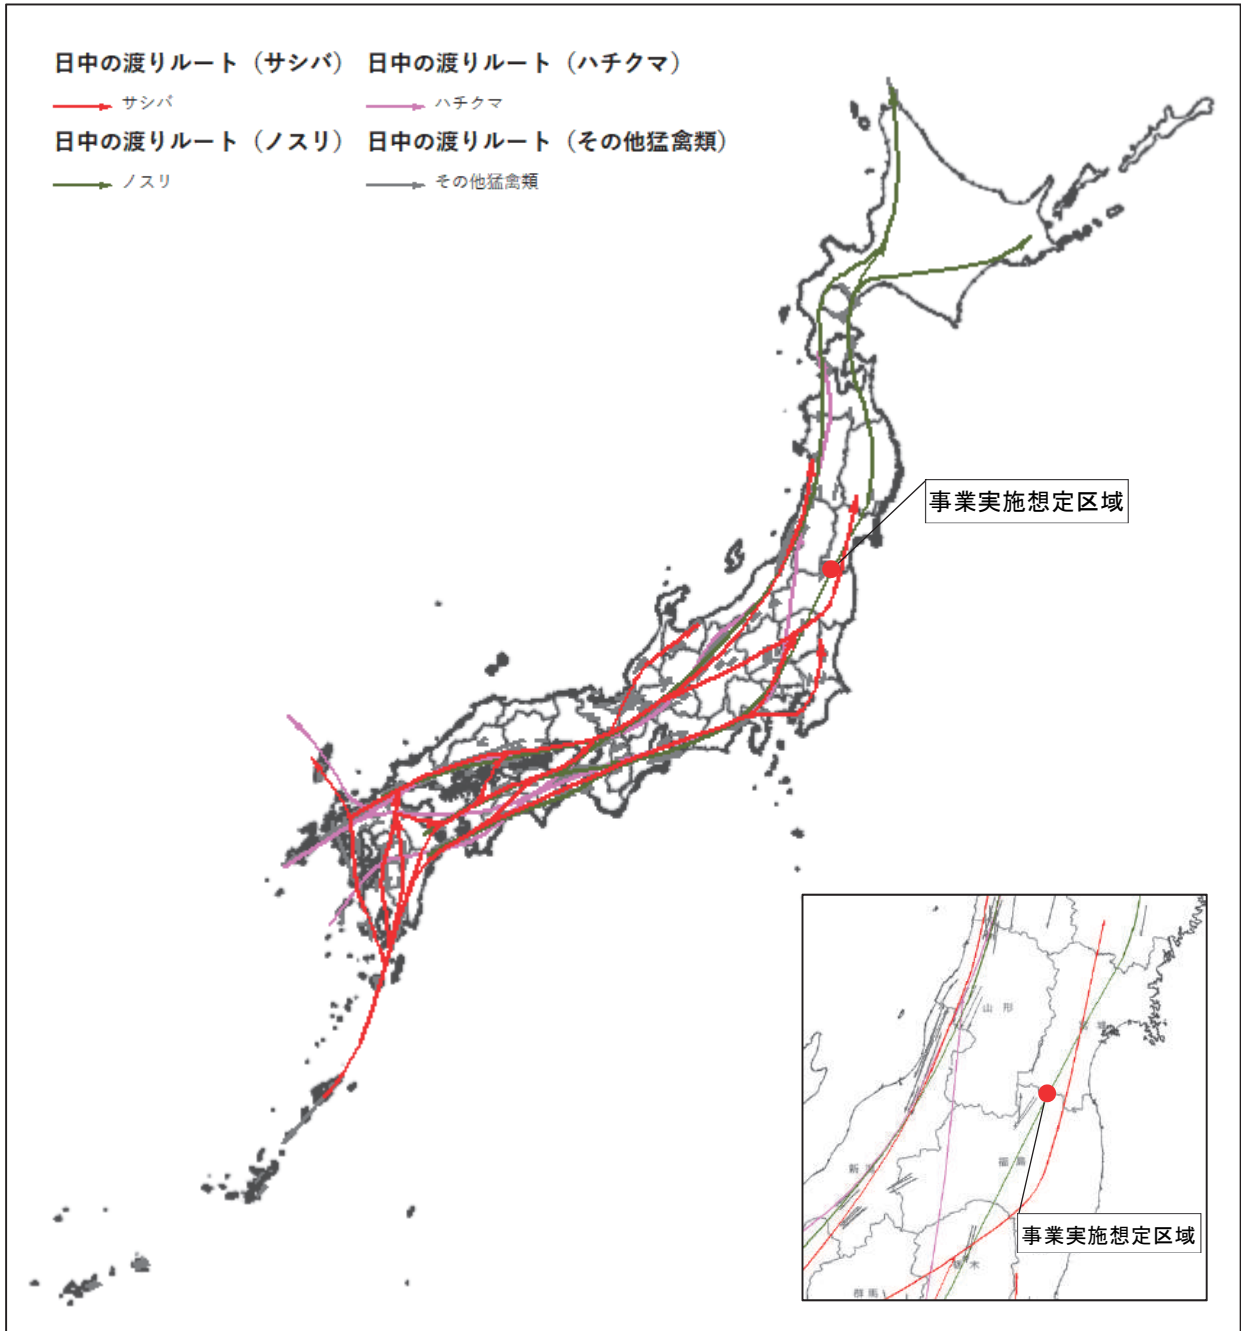 日中の渡りルート（サシバ） 日中の渡りルート（ハチクマ）
サシバ ハチクマ
日中の渡りルート（ノスリ） 日中の渡りルート（その他猛禽類）
ノスリ その他猛禽類
事業実施想定区域
山 形
宮 城
福 島
新 潟
事業実施想定区域
栃 木
群 馬